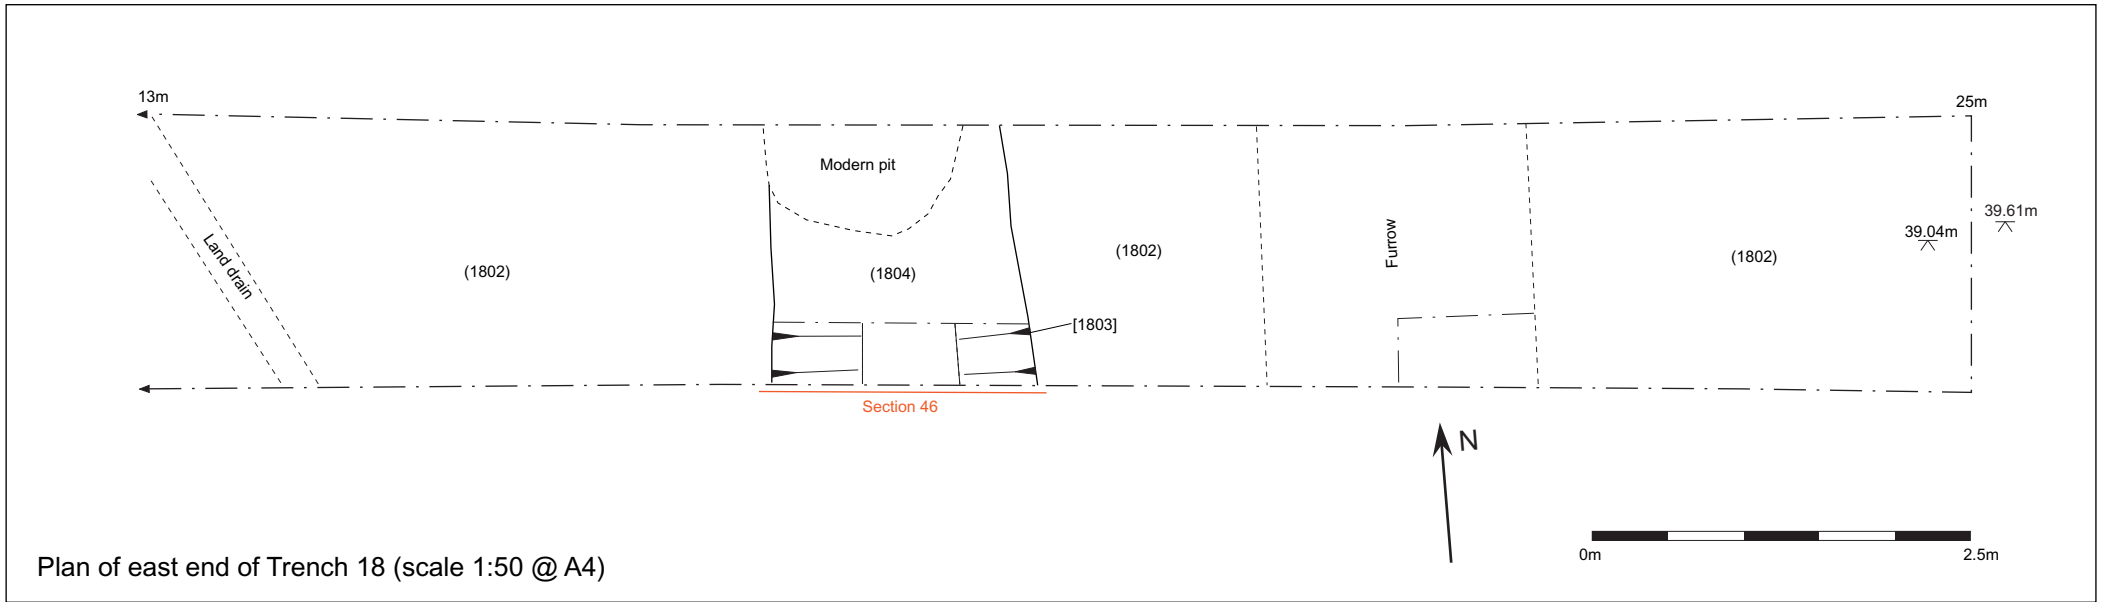 13m
25m
Modern pit
39.61m
39.04m
Land drain
(1802)
(1804)
(1802)
Furrow
(1802)
[1803]
Section 46
N
0m
2.5m
Plan of east end of Trench 18 (scale 1:50 @ A4)